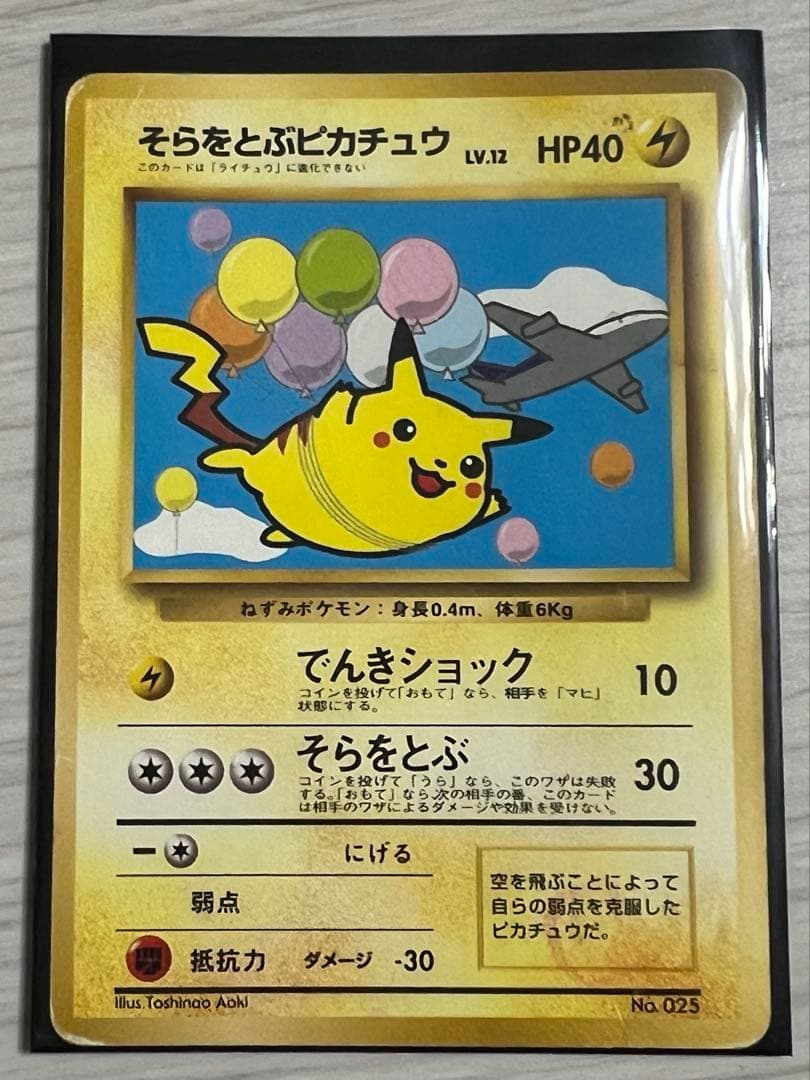 そらをとぶピカチュウ LV.12 HP40
このカードは「ライチュウ」に進化できない
ねずみポケモン：身長0.4m、体重6Kg
でんきショック 10
コインを投げて「おもて」なら、相手を「マヒ」
状態にする。
そらをとぶ 30
コインを投げて「うら」なら、このワザは失敗
する。「おもて」なら次の相手の番、このカード
は相手のワザによるダメージや効果を受けない。
にげる
弱点
抵抗力 ダメージ -30
空を飛ぶことによって
自らの弱点を克服した
ピカチュウだ。
Illus.Toshinao Aoki
No. 025